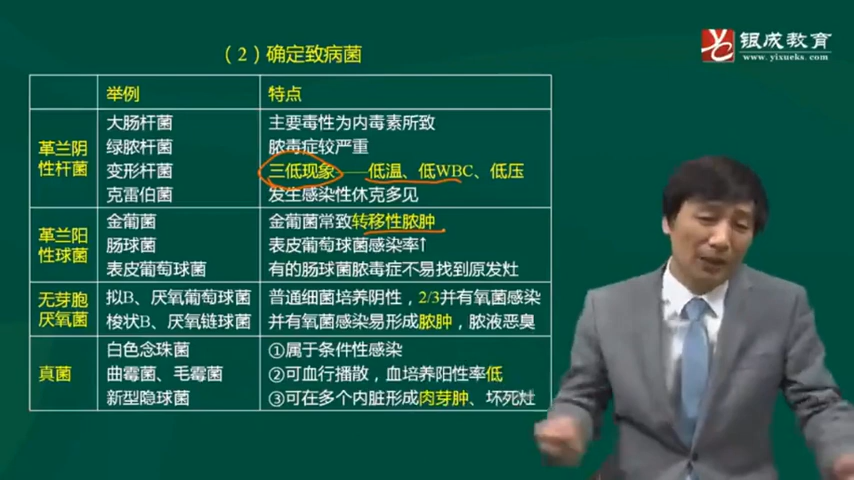 （2）确定致病菌
银成教育
www.yixueks.com
举例 特点
革兰阴性杆菌
大肠杆菌 主要毒性为内毒素所致
绿脓杆菌 脓毒症较严重
变形杆菌 三低现象——低温、低WBC、低压
克雷伯菌 发生感染性休克多见
革兰阳性球菌
金葡菌 金葡菌常致转移性脓肿
肠球菌 表皮葡萄球菌感染率↑
表皮葡萄球菌 有的肠球菌脓毒症不易找到原发灶
无芽胞厌氧菌
拟B、厌氧葡萄球菌 普通细菌培养阴性，2/3并有氧菌感染
梭状B、厌氧链球菌 并有氧菌感染易形成脓肿，脓液恶臭
真菌
白色念珠菌 ①属于条件性感染
曲霉菌、毛霉菌 ②可血行播散，血培养阳性率低
新型隐球菌 ③可在多个内脏形成肉芽肿、坏死灶